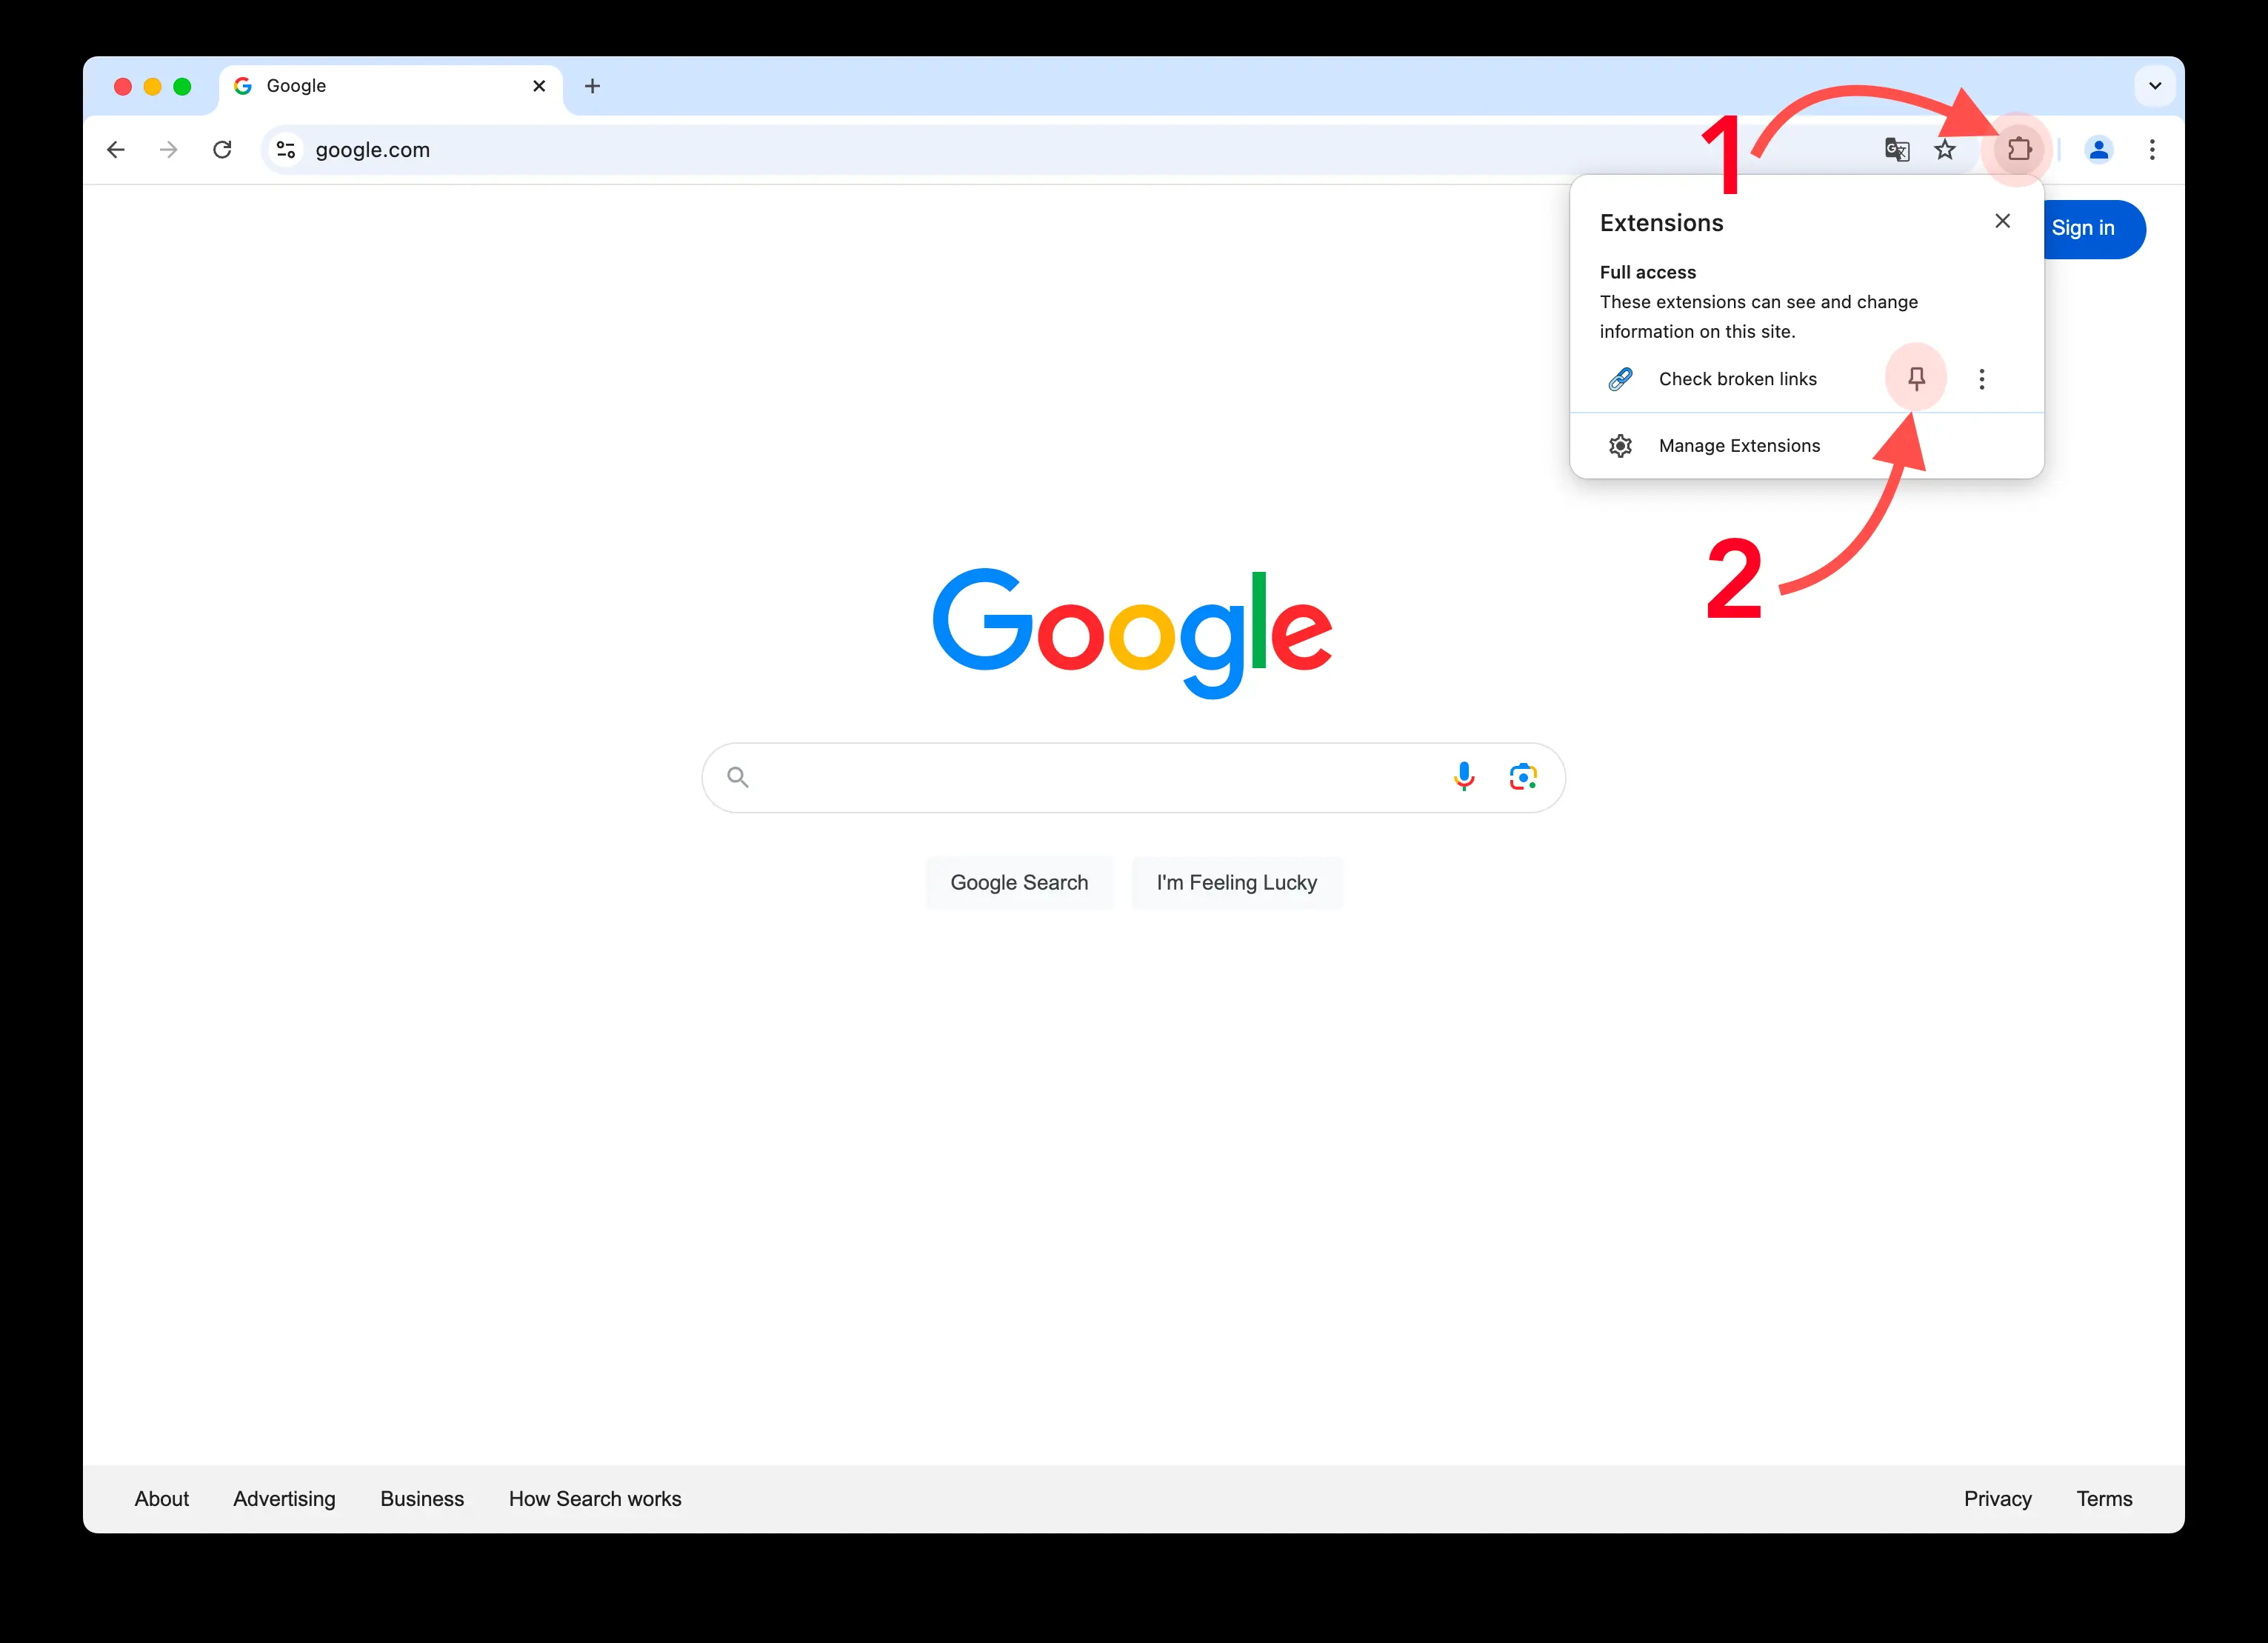 Google
google.com
1
Sign in
Extensions
Full access
These extensions can see and change
information on this site.
Check broken links
Manage Extensions
2
Google
Google Search
I'm Feeling Lucky
About
Advertising
Business
How Search works
Privacy
Terms